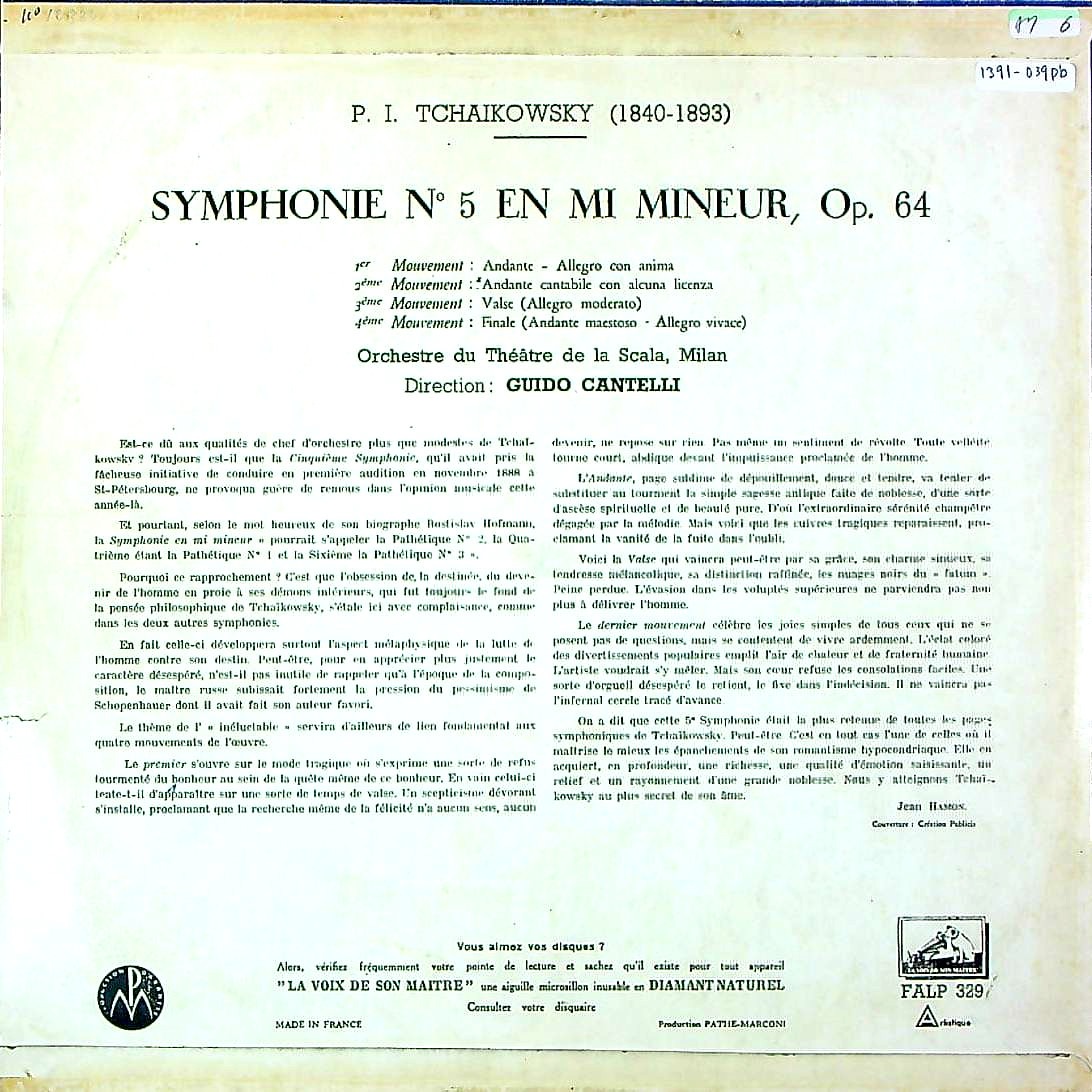 M 6
1391-039pb
P. I. TCHAIKOWSKY (1840-1893)
SYMPHONIE N° 5 EN MI MINEUR, Op. 64
1er Mouvement : Andante - Allegro con anima
2ème Mouvement : Andante cantabile con alcuna licenza
3ème Mouvement : Valse (Allegro moderato)
4ème Mouvement : Finale (Andante maestoso - Allegro vivace)
Orchestre du Théâtre de la Scala, Milan
Direction : GUIDO CANTELLI
Est-ce dû aux qualités de chef d'orchestre plus que modestes de Tchaï-
kowsky ? Toujours est-il que la Cinquième Symphonie, qu'il avait pris la
fâcheuse initiative de conduire en première audition en novembre 1888 à
St-Pétersbourg, ne provoqua guère de remous dans l'opinion musicale cette
année-là.
Et pourtant, selon le mot heureux de son biographe Rostislav Hofmann,
la Symphonie en mi mineur « pourrait s'appeler la Pathétique N° 2, la Qua-
trième étant la Pathétique N° 1 et la Sixième la Pathétique N° 3 ».
Pourquoi ce rapprochement ? C'est que l'obsession de la destinée, du deve-
nir de l'homme en proie à ses démons intérieurs, qui fut toujours le fond de
la pensée philosophique de Tchaïkowsky, s'étale ici avec complaisance, comme
dans les deux autres symphonies.
En fait celle-ci développera surtout l'aspect métaphysique de la lutte de
l'homme contre son destin. Peut-être, pour en apprécier plus justement le
caractère désespéré, n'est-il pas inutile de rappeler qu'à l'époque de la compo-
sition, le maître russe subissait fortement la pression du pessimisme de
Schopenhauer dont il avait fait son auteur favori.
Le thème de l' « inéluctable » servira d'ailleurs de lien fondamental aux
quatre mouvements de l'œuvre.
Le premier s'ouvre sur le mode tragique où s'exprime une sorte de refus
tourmenté du bonheur au sein de la quête même de ce bonheur. En vain celui-ci
tente-t-il d'apparaître sur une sorte de temps de valse. Un scepticisme dévorant
s'installe, proclamant que la recherche même de la félicité n'a aucun sens, aucun
devenir, ne repose sur rien. Pas même un sentiment de révolte. Toute velléité
tourne court, abdique devant l'impuissance proclamée de l'homme.
L'Andante, page sublime de dépouillement, douce et tendre, va tenter de
substituer au tourment la simple sagesse antique faite de noblesse, d'une sorte
d'ascèse spirituelle et de beauté pure. D'où l'extraordinaire sérénité champêtre
dégagée par la mélodie. Mais voici que les cuivres tragiques reparaissent, pro-
clamant la vanité de la fuite dans l'oubli.
Voici la Valse qui vaincra peut-être par sa grâce, son charme sinueux, sa
tendresse mélancolique, sa distinction raffinée, les nuages noirs du « fatum ».
Peine perdue. L'évasion dans les voluptés supérieures ne parviendra pas non
plus à délivrer l'homme.
Le dernier mouvement célèbre les joies simples de tous ceux qui ne se
posent pas de questions, mais se contentent de vivre ardemment. L'éclat coloré
des divertissements populaires emplit l'air de chaleur et de fraternité humaine.
L'artiste voudrait s'y mêler. Mais son cœur refuse les consolations faciles. Une
sorte d'orgueil désespéré le retient, le fixe dans l'indécision. Il ne vaincra pas
l'infernal cercle tracé d'avance.
On a dit que cette 5e Symphonie était la plus retenue de toutes les pages
symphoniques de Tchaïkowsky. Peut-être. C'est en tout cas l'une de celles où il
maîtrise le mieux les épanchements de son romantisme hypocondriaque. Elle en
acquiert, en profondeur, une richesse, une qualité d'émotion saisissante, un
relief et un rayonnement d'une grande noblesse. Nous y atteignons Tchaï-
kowsky au plus secret de son âme.
Jean HAMON.
Couverture : Création Publicis
Vous aimez vos disques ?
Alors, vérifiez fréquemment votre pointe de lecture et sachez qu'il existe pour tout appareil
"LA VOIX DE SON MAITRE" une aiguille microsillon inusable en DIAMANT NATUREL
Consultez votre disquaire
MADE IN FRANCE
Production PATHE-MARCONI
LA VOIX DE SON MAITRE
FALP 329
Artistique